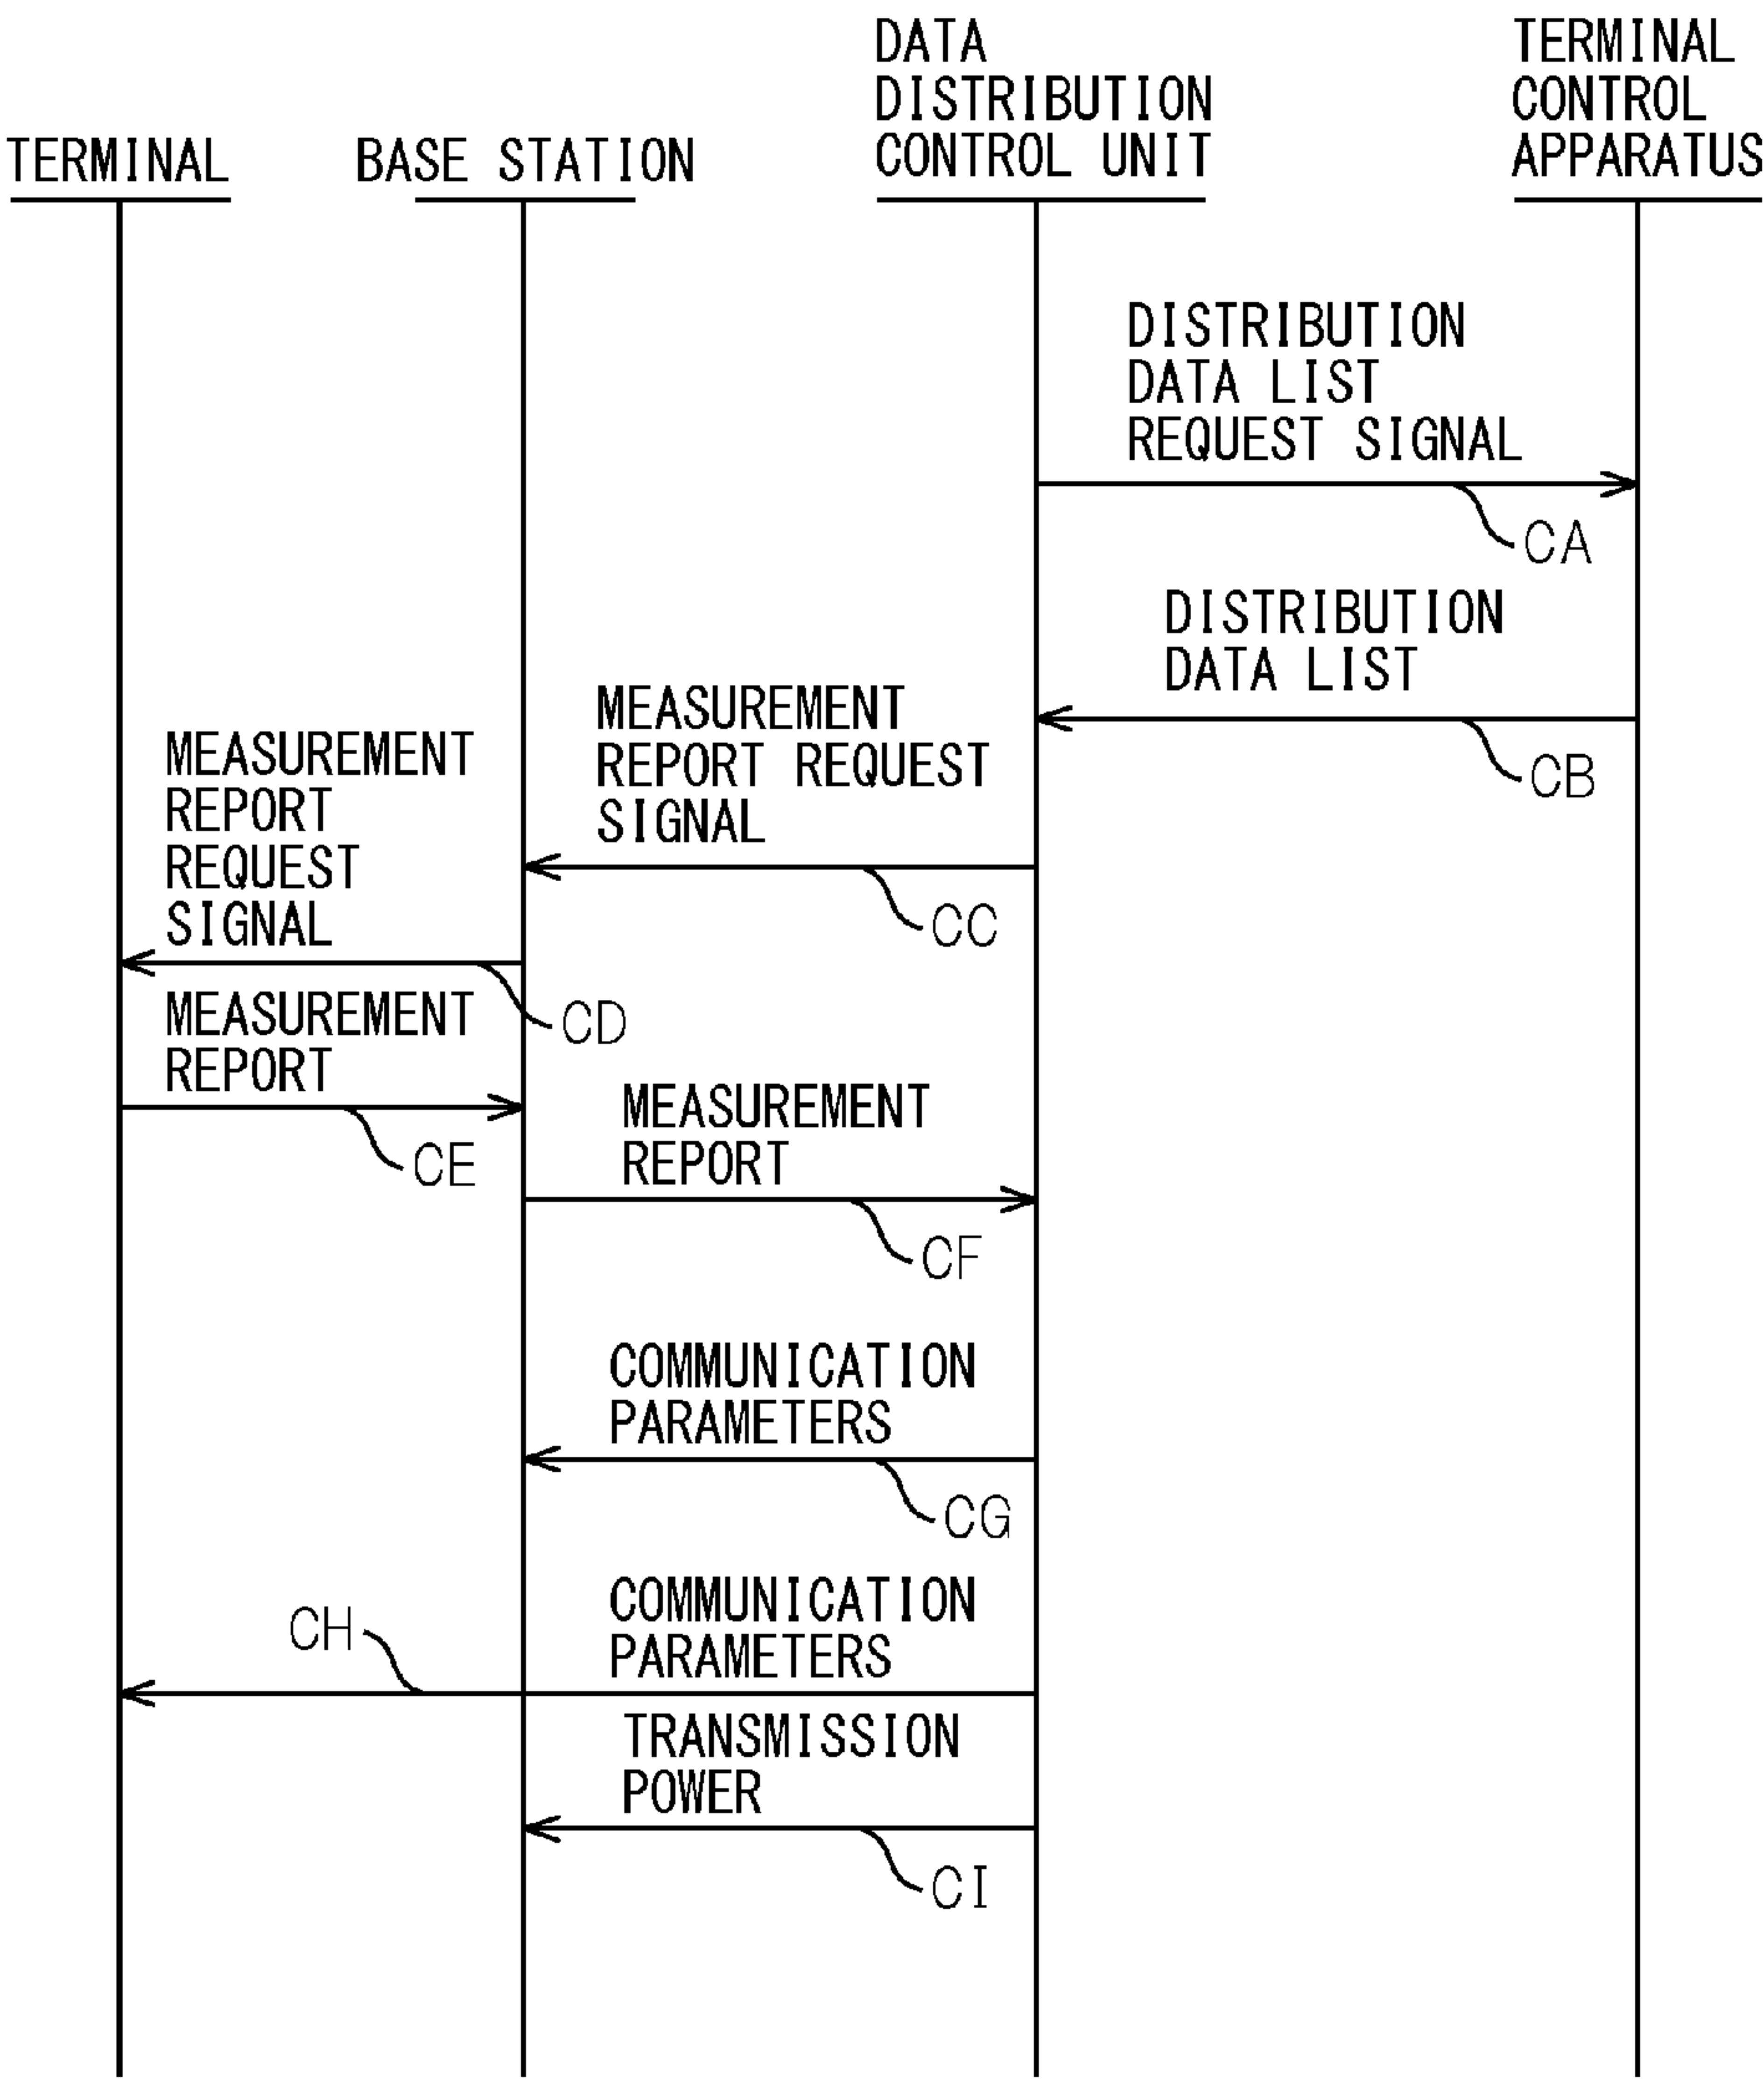 TERMINAL
BASE STATION
DATA
DISTRIBUTION
CONTROL UNIT
TERMINAL
CONTROL
APPARATUS
DISTRIBUTION
DATA LIST
REQUEST SIGNAL
CA
DISTRIBUTION
DATA LIST
CB
MEASUREMENT
REPORT REQUEST
SIGNAL
CC
MEASUREMENT
REPORT
REQUEST
SIGNAL
CD
MEASUREMENT
REPORT
CE
MEASUREMENT
REPORT
CF
COMMUNICATION
PARAMETERS
CG
COMMUNICATION
PARAMETERS
CH
TRANSMISSION
POWER
CI